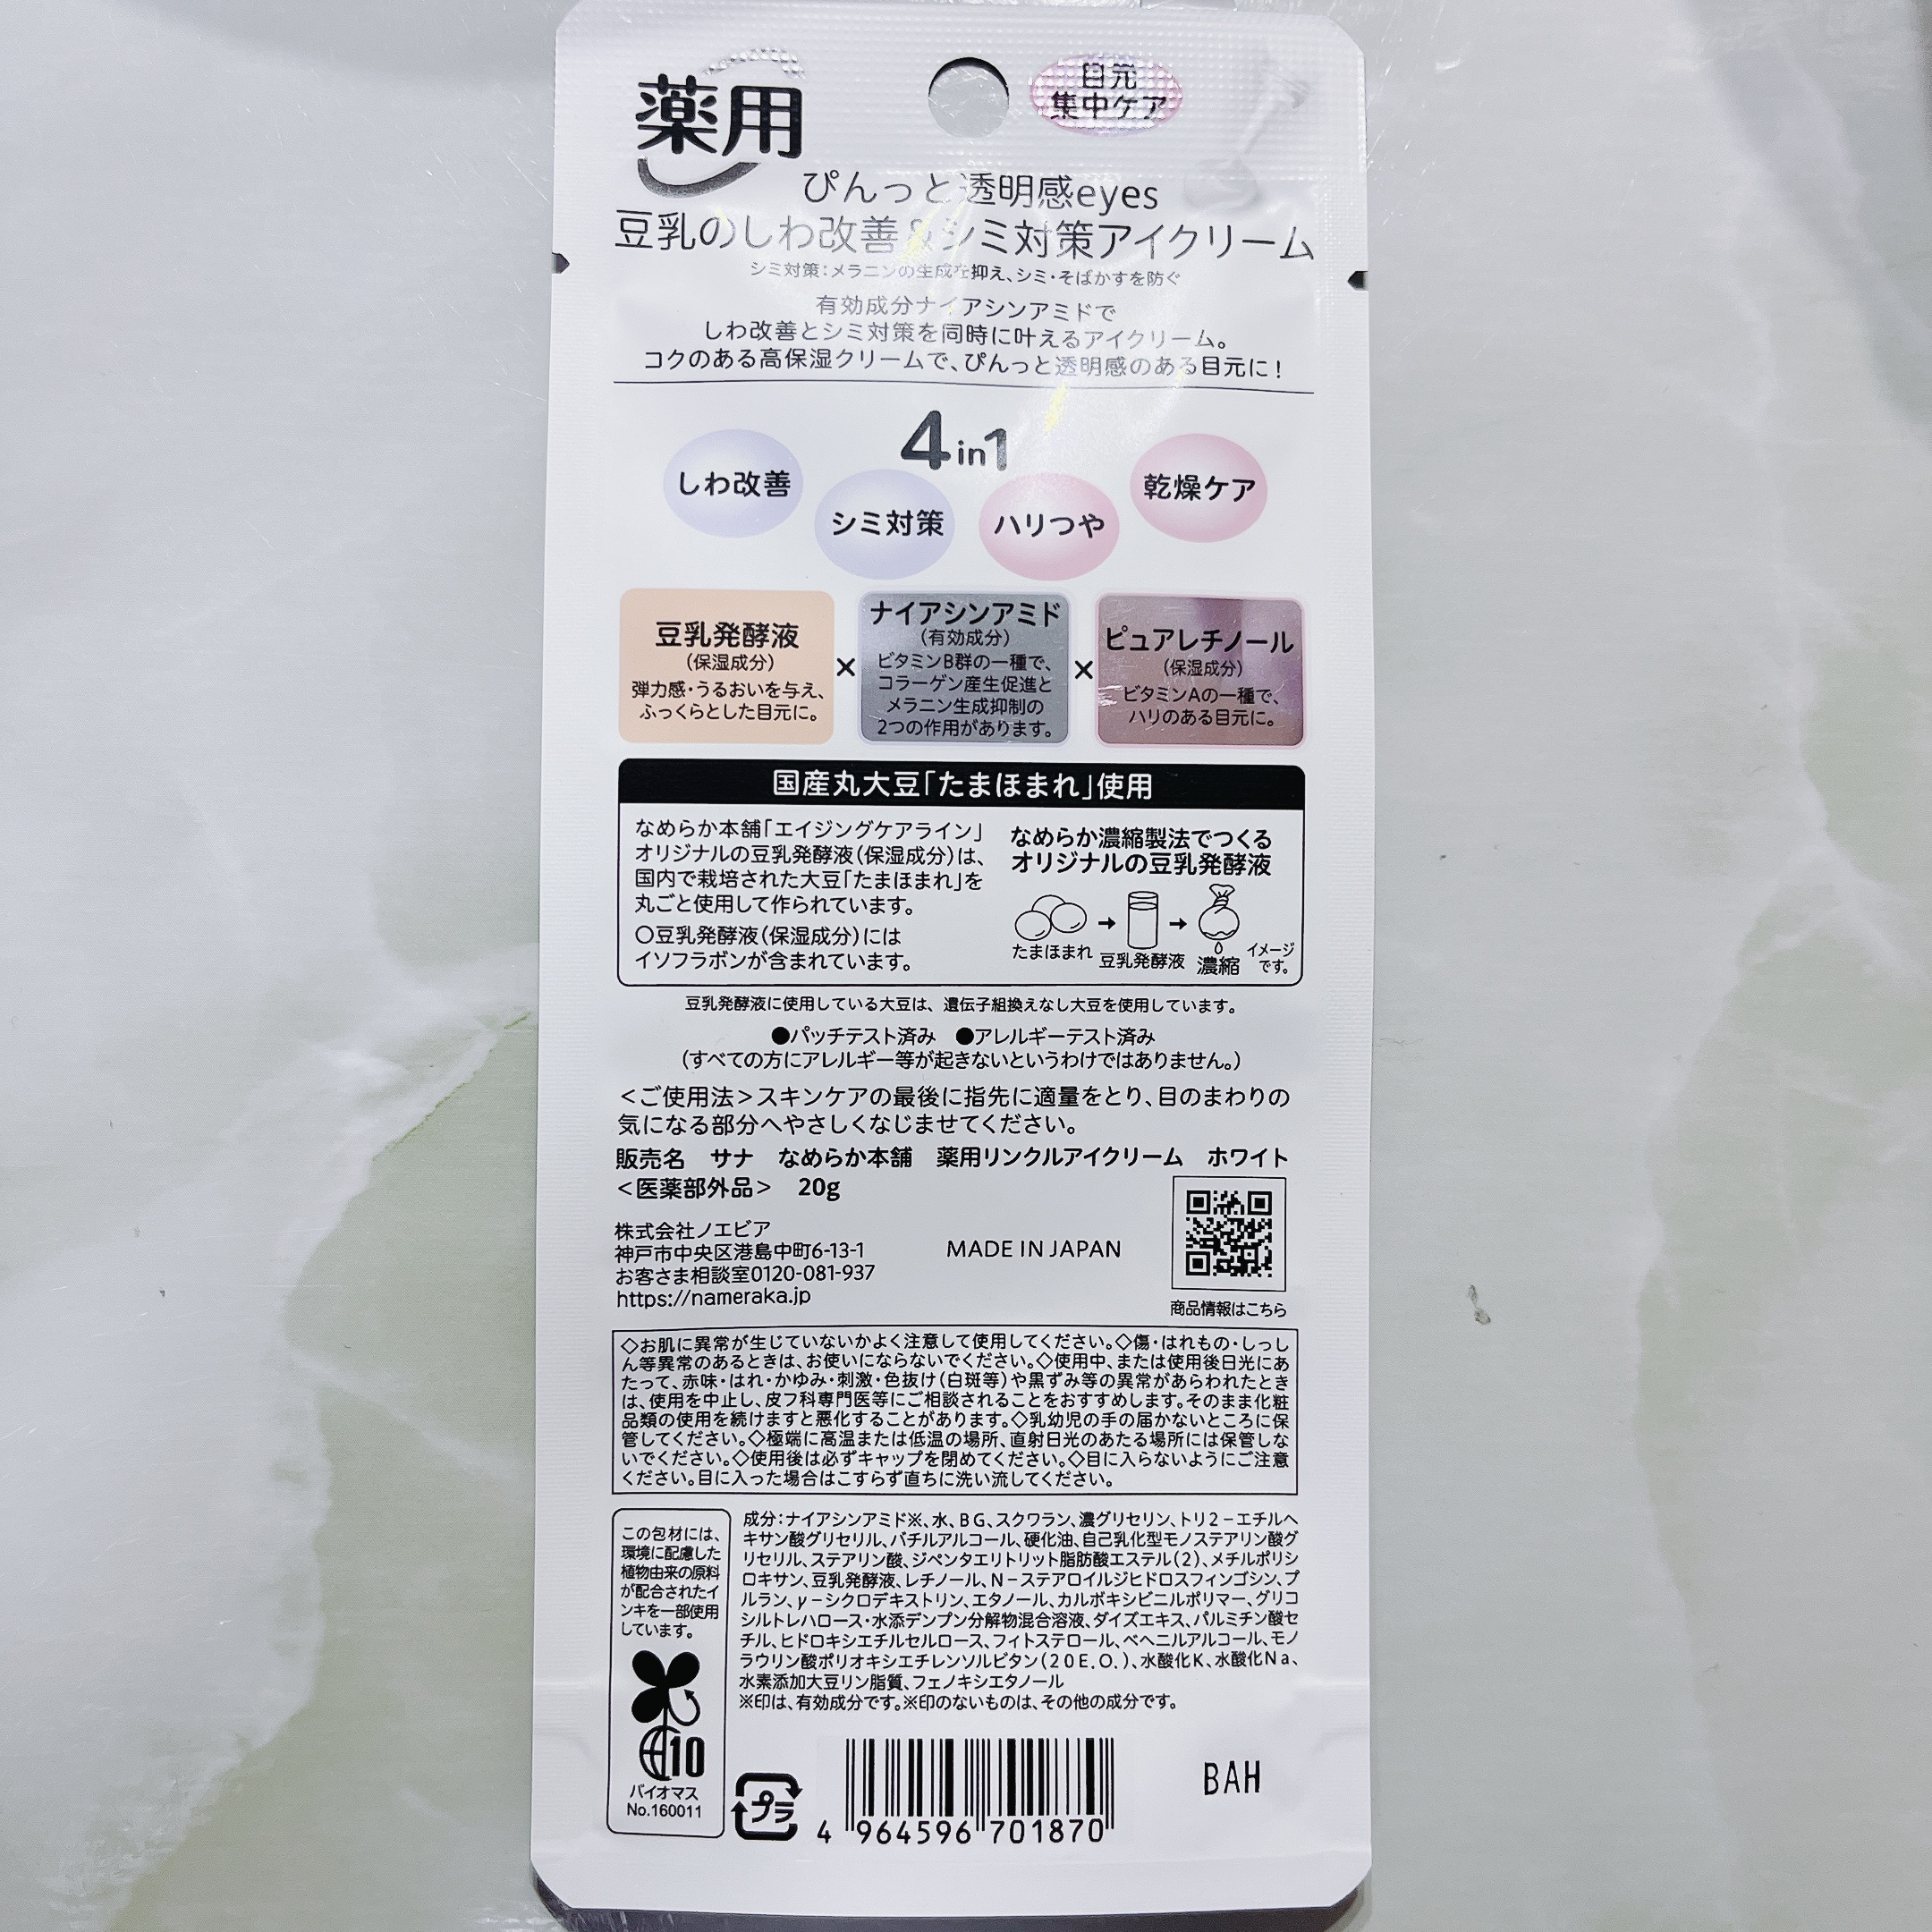 薬用
目元
集中ケア
ぴんっと透明感eyes
豆乳のしわ改善&シミ対策アイクリーム
シミ対策:メラニンの生成を抑え、シミ・そばかすを防ぐ
有効成分ナイアシンアミドで
しわ改善とシミ対策を同時に叶えるアイクリーム。
コクのある高保湿クリームで、ぴんっと透明感のある目元に!
4in1
しわ改善
シミ対策
ハリつや
乾燥ケア
豆乳発酵液
(保湿成分)
弾力感・うるおいを与え、
ふっくらとした目元に。
×
ナイアシンアミド
(有効成分)
ビタミンB群の一種で、
コラーゲン産生促進と
メラニン生成抑制の
2つの作用があります。
×
ピュアレチノール
(保湿成分)
ビタミンAの一種で、
ハリのある目元に。
国産丸大豆「たまほまれ」使用
なめらか本舗「エイジングケアライン」
オリジナルの豆乳発酵液(保湿成分)は、
国内で栽培された大豆「たまほまれ」を
丸ごと使用して作られています。
○豆乳発酵液(保湿成分)には
イソフラボンが含まれています。
なめらか濃縮製法でつくる
オリジナルの豆乳発酵液
たまほまれ
豆乳発酵液
濃縮
イメージ
です。
豆乳発酵液に使用している大豆は、遺伝子組換えなし大豆を使用しています。
●パッチテスト済み ●アレルギーテスト済み
(すべての方にアレルギー等が起きないというわけではありません。)
<ご使用法>スキンケアの最後に指先に適量をとり、目のまわりの
気になる部分へやさしくなじませてください。
販売名 サナ なめらか本舗 薬用リンクルアイクリーム ホワイト
<医薬部外品> 20g
株式会社ノエビア
神戸市中央区港島中町6-13-1
お客さま相談室0120-081-937
https://nameraka.jp
MADE IN JAPAN
商品情報はこちら
◇お肌に異常が生じていないかよく注意して使用してください。◇傷・はれもの・しっし
ん等異常のあるときは、お使いにならないでください。◇使用中、または使用後日光にあ
たって、赤味・はれ・かゆみ・刺激・色抜け(白斑等)や黒ずみ等の異常があらわれたとき
は、使用を中止し、皮フ科専門医等にご相談されることをおすすめします。そのまま化粧
品類の使用を続けますと悪化することがあります。◇乳幼児の手の届かないところに保
管してください。◇極端に高温または低温の場所、直射日光のあたる場所には保管しな
いでください。◇使用後は必ずキャップを閉めてください。◇目に入らないようにご注意
ください。目に入った場合はこすらず直ちに洗い流してください。
この包材には、
環境に配慮した
植物由来の原料
が配合されたイ
ンキを一部使用
しています。
10
バイオマス
No.160011
成分:ナイアシンアミド※、水、BG、スクワラン、濃グリセリン、トリ2-エチルヘ
キサン酸グリセリル、バチルアルコール、硬化油、自己乳化型モノステアリン酸グ
リセリル、ステアリン酸、ジペンタエリトリット脂肪酸エステル(2)、メチルポリシ
ロキサン、豆乳発酵液、レチノール、N-ステアロイルジヒドロスフィンゴシン、プ
ルラン、γ-シクロデキストリン、エタノール、カルボキシビニルポリマー、グリコ
シルトレハロース・水添デンプン分解物混合溶液、ダイズエキス、パルミチン酸セ
チル、ヒドロキシエチルセルロース、フィトステロール、ベヘニルアルコール、モノ
ラウリン酸ポリオキシエチレンソルビタン(20E.O.)、水酸化K、水酸化Na、
水素添加大豆リン脂質、フェノキシエタノール
※印は、有効成分です。※印のないものは、その他の成分です。
プラ
4 964596 701870
BAH